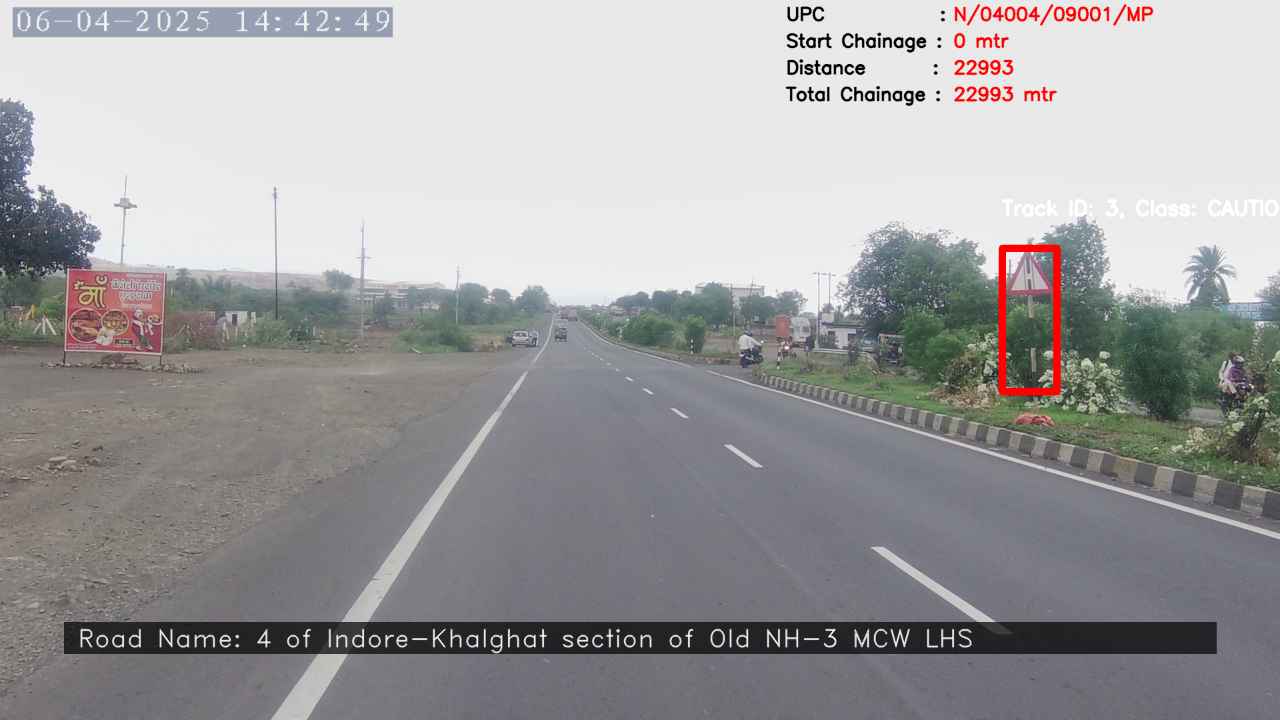 06-04-2025 14:42:49
UPC : N/04004/09001/MP
Start Chainage : 0 mtr
Distance : 22993
Total Chainage : 22993 mtr
Track ID: 3, Class: CAUTIO
माँ
Road Name: 4 of Indore-Khalghat section of Old NH-3 MCW LHS